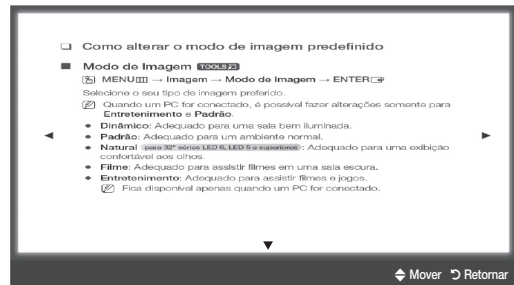 ❏ Como alterar o modo de imagem predefinido
■ Modo de Imagem TOOLS
MENU → Imagem → Modo de Imagem → ENTER
Selecione o seu tipo de imagem preferido.
Quando um PC for conectado, é possível fazer alterações somente para
Entretenimento e Padrão.
● Dinâmico: Adequado para uma sala bem iluminada.
● Padrão: Adequado para um ambiente normal.
● Natural para 32" séries LED 6, LED 5 o superiores : Adequado para uma exibição
confortável aos olhos.
● Filme: Adequado para assistir filmes em uma sala escura.
● Entretenimento: Adequado para assistir filmes e jogos.
Fica disponível apenas quando um PC for conectado.
Mover Retornar